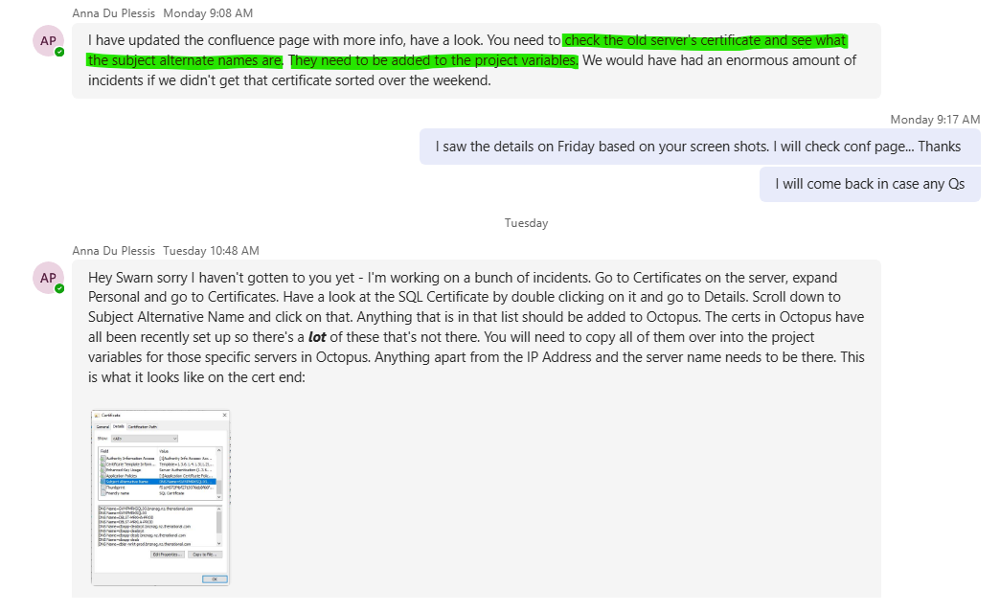 Anna Du Plessis Monday 9:08 AM
AP
I have updated the confluence page with more info, have a look. You need to check the old server's certificate and see what
the subject alternate names are. They need to be added to the project variables. We would have had an enormous amount of
incidents if we didn't get that certificate sorted over the weekend.
Monday 9:17 AM
I saw the details on Friday based on your screen shots. I will check conf page... Thanks
I will come back in case any Qs
Tuesday
Anna Du Plessis Tuesday 10:48 AM
AP
Hey Swarn sorry I haven't gotten to you yet - I'm working on a bunch of incidents. Go to Certificates on the server, expand
Personal and go to Certificates. Have a look at the SQL Certificate by double clicking on it and go to Details. Scroll down to
Subject Alternative Name and click on that. Anything that is in that list should be added to Octopus. The certs in Octopus have
all been recently set up so there's a lot of these that's not there. You will need to copy all of them over into the project
variables for those specific servers in Octopus. Anything apart from the IP Address and the server name needs to be there. This
is what it looks like on the cert end:
Certificate
General Details Certification Path
Show: <All>
Field Value
Authority Information Access
Certificate Template Inform...
Enhanced Key Usage Server Authentication
Application Policies
Subject Alternative Name
Thumbprint
Friendly name SQL Certificate
Edit Properties... Copy to File...
OK